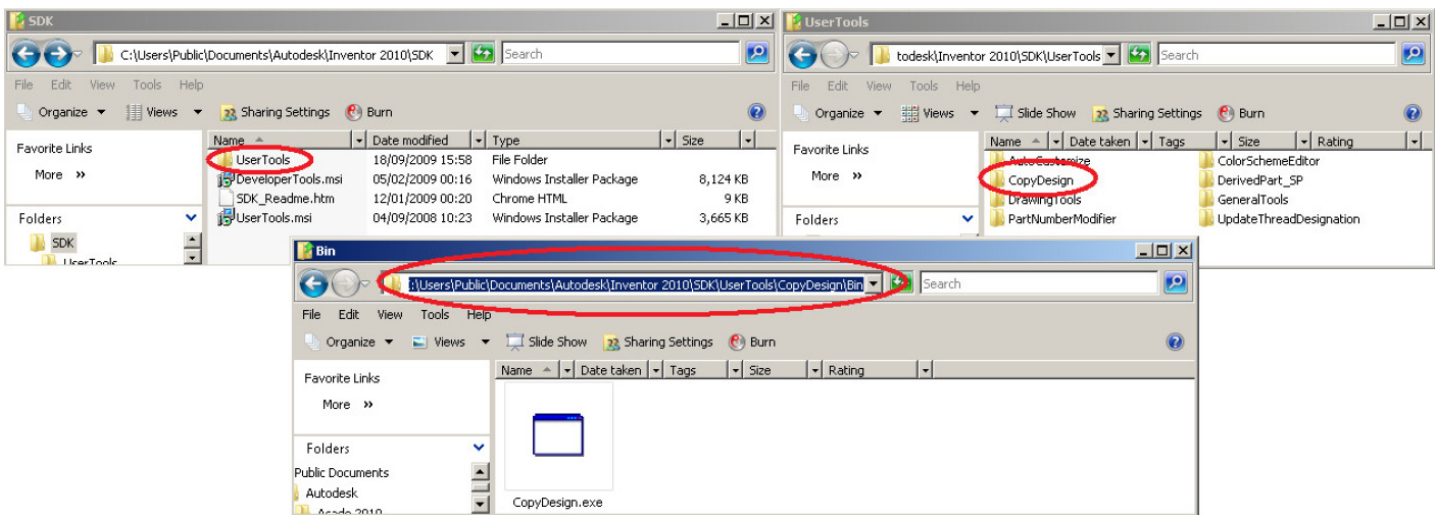 SDK
C:\Users\Public\Documents\Autodesk\Inventor 2010\SDK Search
File Edit View Tools Help
Organize Views Sharing Settings Burn
Favorite Links
More »
Folders
SDK
UserTools
Name Date modified Type Size
UserTools 18/09/2009 15:58 File Folder
DeveloperTools.msi 05/02/2009 00:16 Windows Installer Package 8,124 KB
SDK_Readme.htm 12/01/2009 00:20 Chrome HTML 9 KB
UserTools.msi 04/09/2008 10:23 Windows Installer Package 3,665 KB
UserTools
todesk\Inventor 2010\SDK\UserTools Search
File Edit View Tools Help
Organize Views Slide Show Sharing Settings Burn
Favorite Links
More »
Folders
Name Date taken Tags Size Rating
AutoCustomize ColorSchemeEditor
CopyDesign DerivedPart_SP
DrawingTools GeneralTools
PartNumberModifier UpdateThreadDesignation
Bin
:\Users\Public\Documents\Autodesk\Inventor 2010\SDK\UserTools\CopyDesign\Bin Search
File Edit View Tools Help
Organize Views Slide Show Sharing Settings Burn
Favorite Links
More »
Folders
Public Documents
Autodesk
Acade 2010
Name Date taken Tags Size Rating
CopyDesign.exe